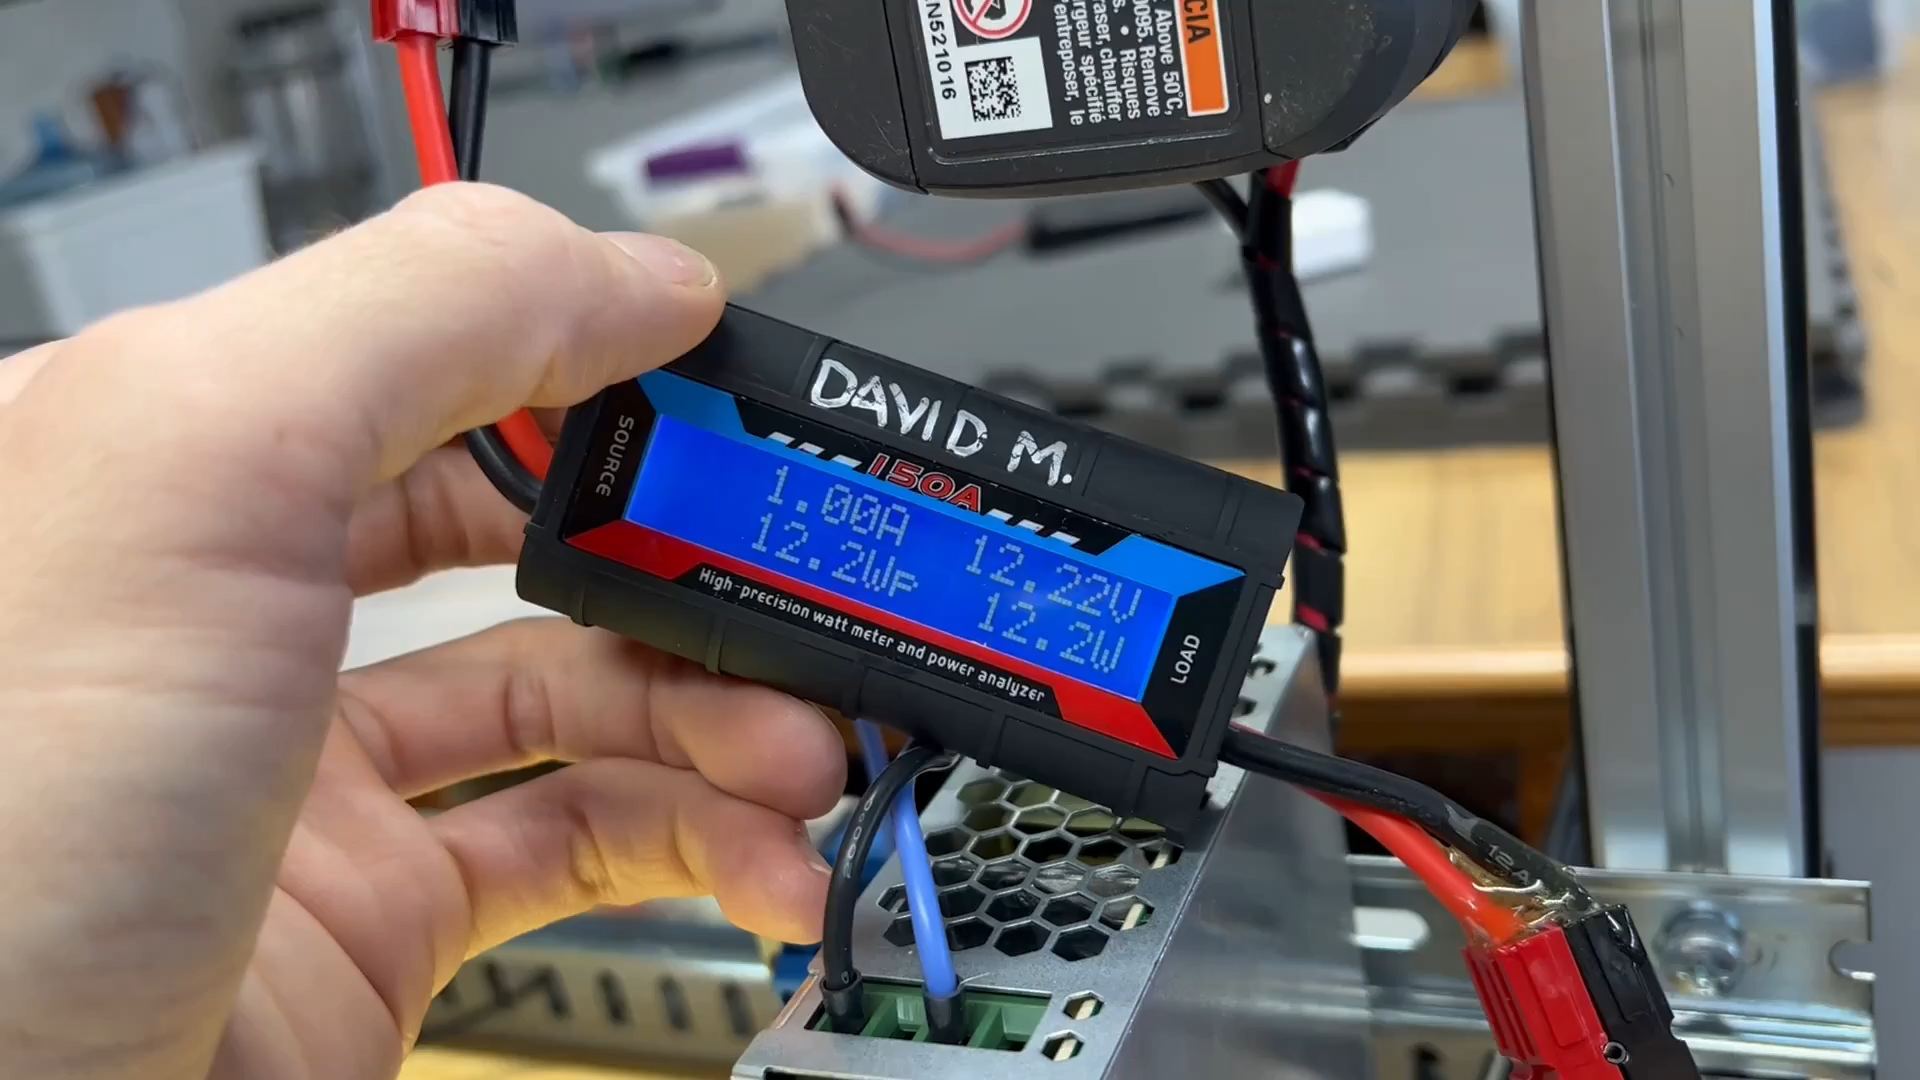 CIA
Above 50°C,
0095. Remove
s. • Risques
raser, chauffer
rgeur spécifié
'entreposer, le
N521016
DAVID M.
150A
SOURCE
1.00A 12.22V
12.2Wp 12.2W
LOAD
High-precision watt meter and power analyzer
12 A